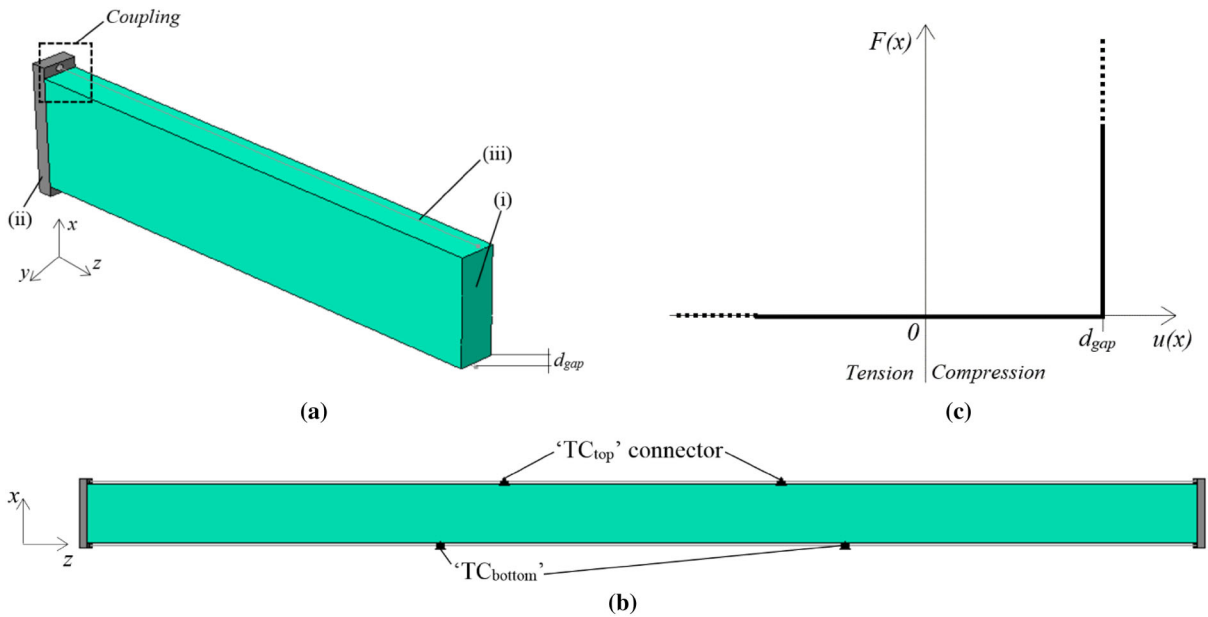 Coupling
(iii)
(i)
(ii)
x
y
z
d_gap
(a)
F(x)
0
d_gap
u(x)
Tension
Compression
(c)
'TC_top' connector
x
z
'TC_bottom'
(b)